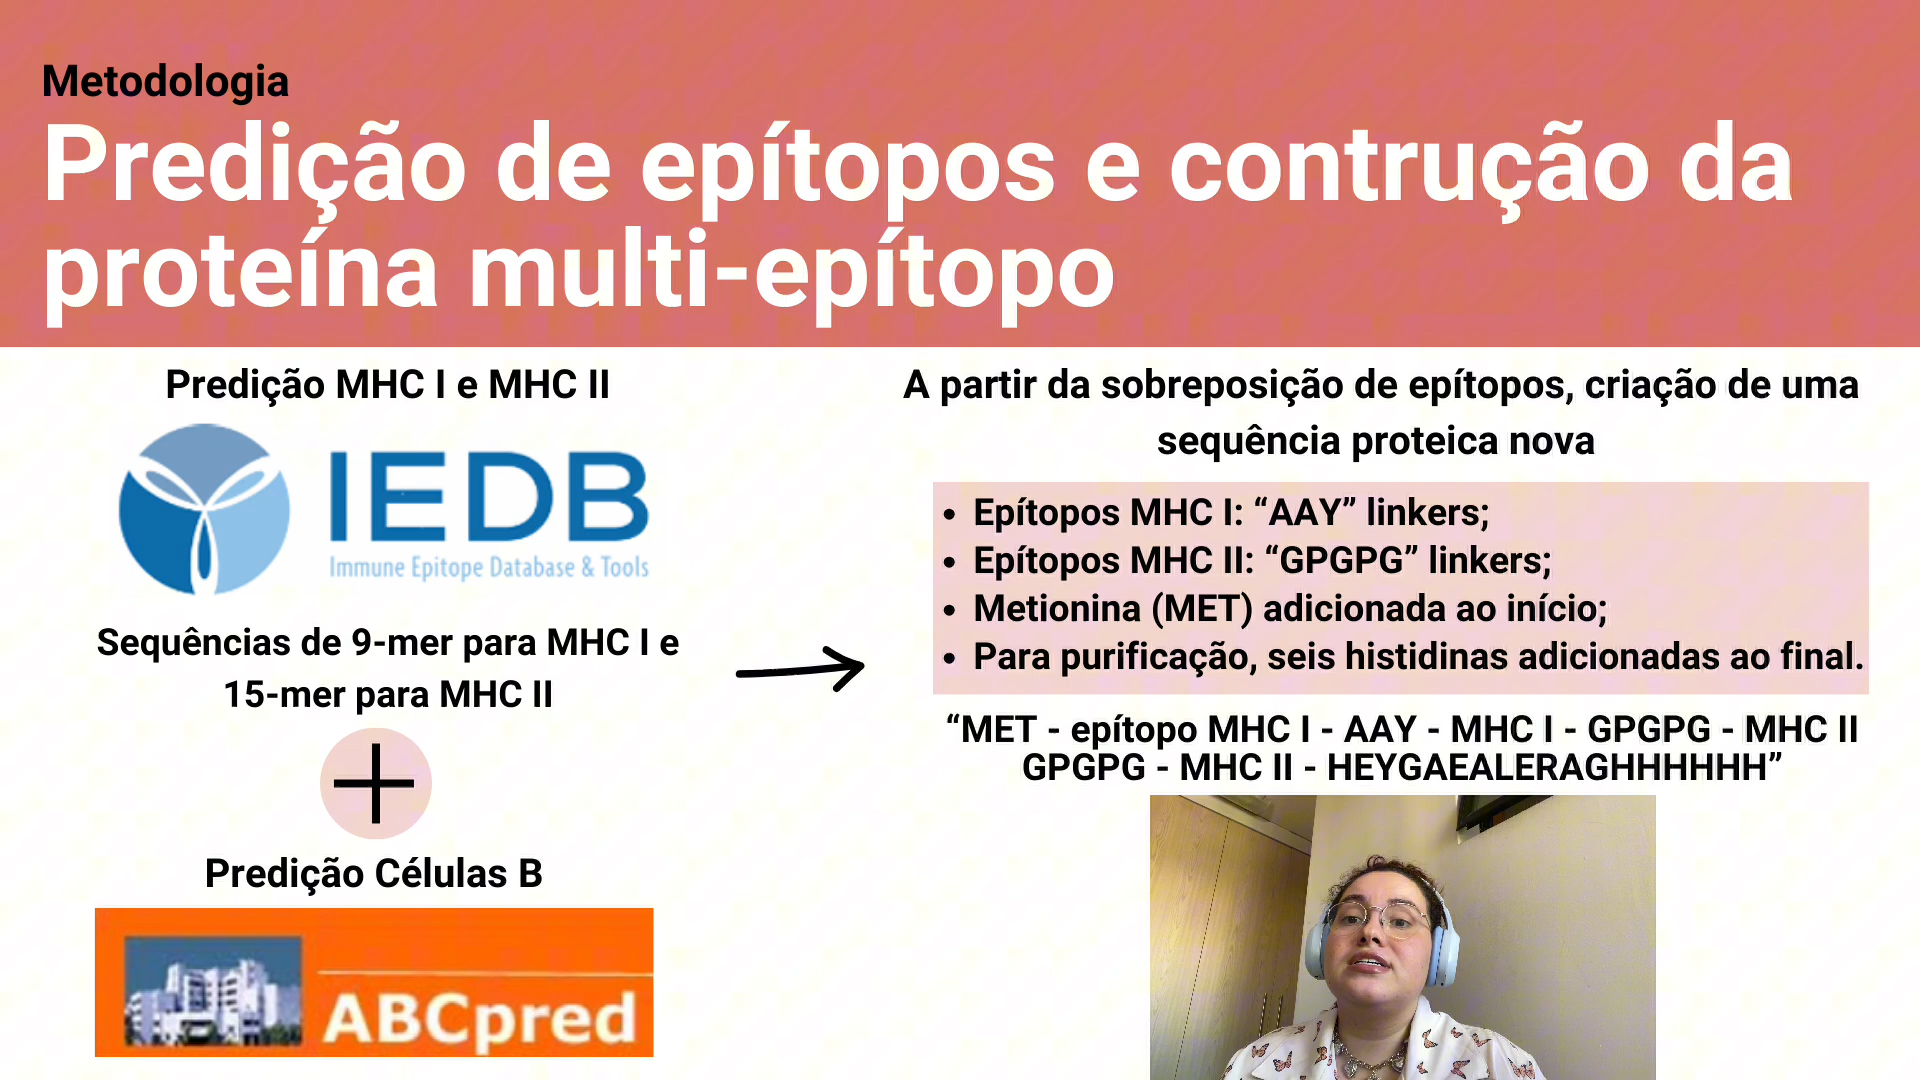 Metodologia
Predição de epítopos e contrução da
proteína multi-epítopo
Predição MHC I e MHC II
IEDB
Immune Epitope Database & Tools
Sequências de 9-mer para MHC I e
15-mer para MHC II
Predição Células B
ABCpred
A partir da sobreposição de epítopos, criação de uma
sequência proteica nova
• Epítopos MHC I: “AAY” linkers;
• Epítopos MHC II: “GPGPG” linkers;
• Metionina (MET) adicionada ao início;
• Para purificação, seis histidinas adicionadas ao final.
“MET - epítopo MHC I - AAY - MHC I - GPGPG - MHC II
GPGPG - MHC II - HEYGAEALERAGHHHHHH”